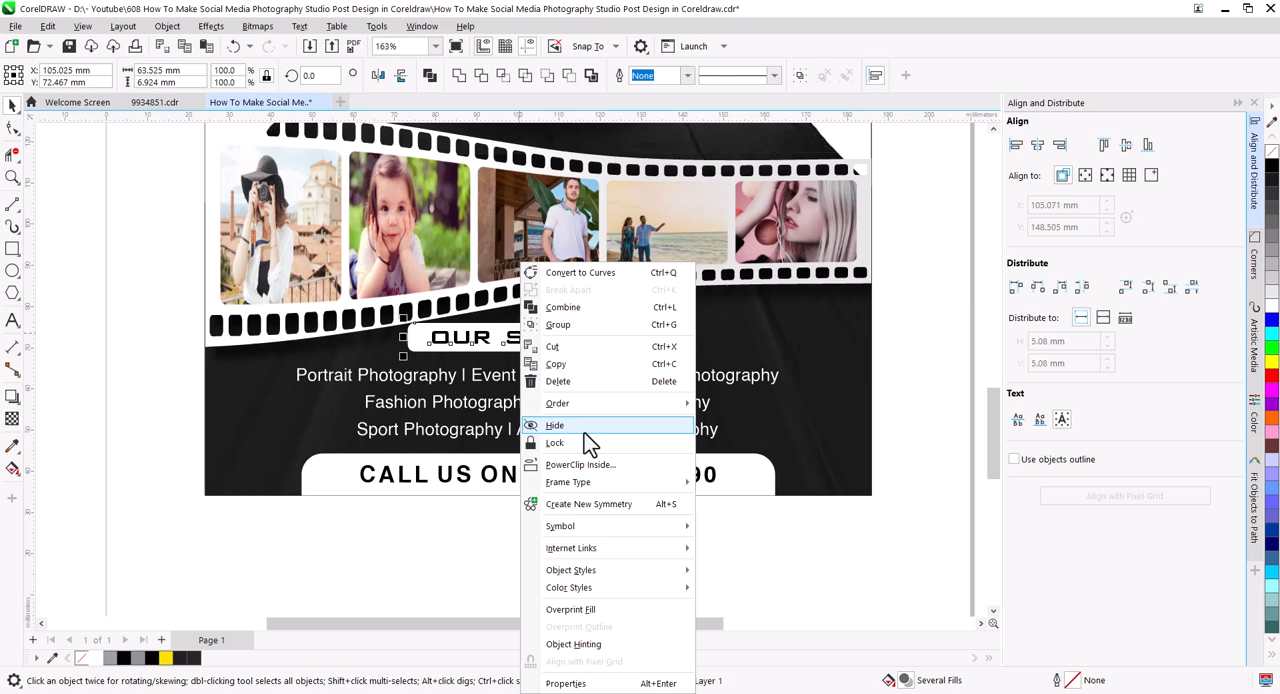 CorelDRAW - D:\- Youtube\608 How To Make Social Media Photography Studio Post Design in Coreldraw\How To Make Social Media Photography Studio Post Design in Coreldraw.cdr*
File Edit View Layout Object Effects Bitmaps Text Table Tools Window Help
PDF 163% Snap To Launch
X: 105.025 mm 63.525 mm 100.0 % 0.0 None
Y: 72.467 mm 6.924 mm 100.0 %
Welcome Screen 9934851.cdr How To Make Social Me..*
millimeters
OUR S
Portrait Photography | Event
otography
Fashion Photograph
hy
Sport Photography |
phy
CALL US ON
90
Convert to Curves Ctrl+Q
Break Apart Ctrl+K
Combine Ctrl+L
Group Ctrl+G
Cut Ctrl+X
Copy Ctrl+C
Delete Delete
Order
Hide
Lock
PowerClip Inside...
Frame Type
Create New Symmetry Alt+S
Symbol
Internet Links
Object Styles
Color Styles
Overprint Fill
Overprint Outline
Object Hinting
Align with Pixel Grid
Properties Alt+Enter
Align and Distribute
Align
Align to:
X: 105.071 mm
Y: 148.505 mm
Distribute
Distribute to:
H: 5.08 mm
Y: 5.08 mm
Text
Use objects outline
Align with Pixel Grid
Align and Distribute
Corners
Artistic Media
Color
Fit Objects to Path
1 of 1 Page 1
Click an object twice for rotating/skewing; dbl-clicking tool selects all objects; Shift+click multi-selects; Alt+click digs; Ctrl+click s
Layer 1
Several Fills
None